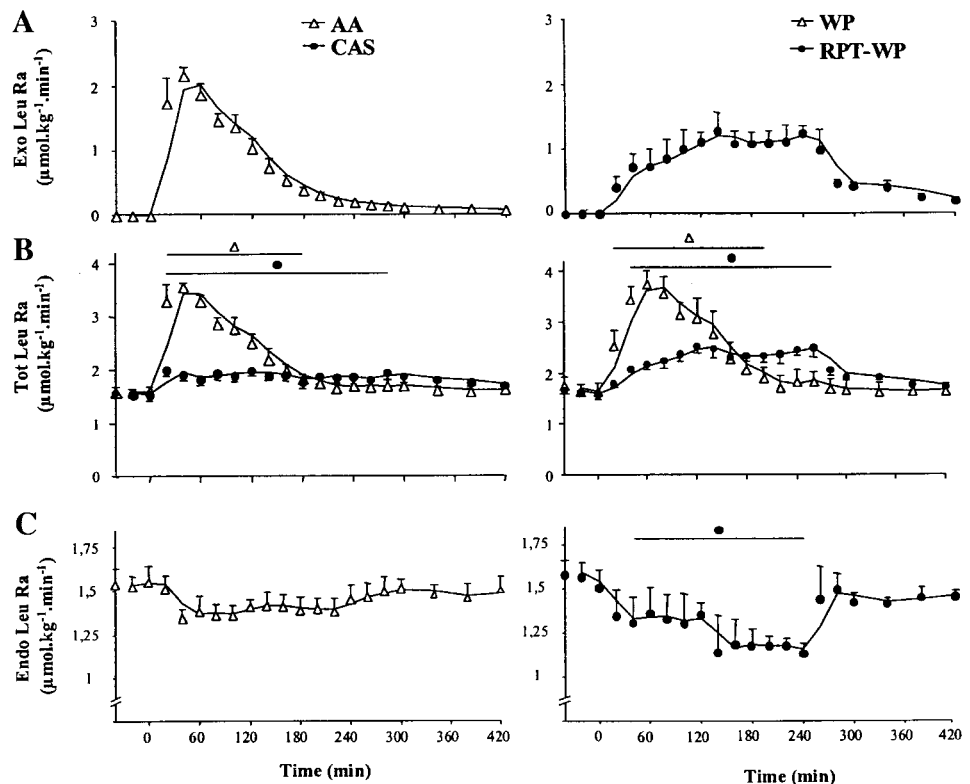 A
Exo Leu Ra
(µmol.kg⁻¹.min⁻¹)
3
2
1
0
AA
CAS
3
2
1
0
WP
RPT-WP
B
Tot Leu Ra
(µmol.kg⁻¹.min⁻¹)
4
3
2
1
0
4
3
2
1
0
C
Endo Leu Ra
(µmol.kg⁻¹.min⁻¹)
1,75
1,5
1,25
1
0 60 120 180 240 300 360 420
Time (min)
1,75
1,5
1,25
1
0 60 120 180 240 300 360 420
Time (min)